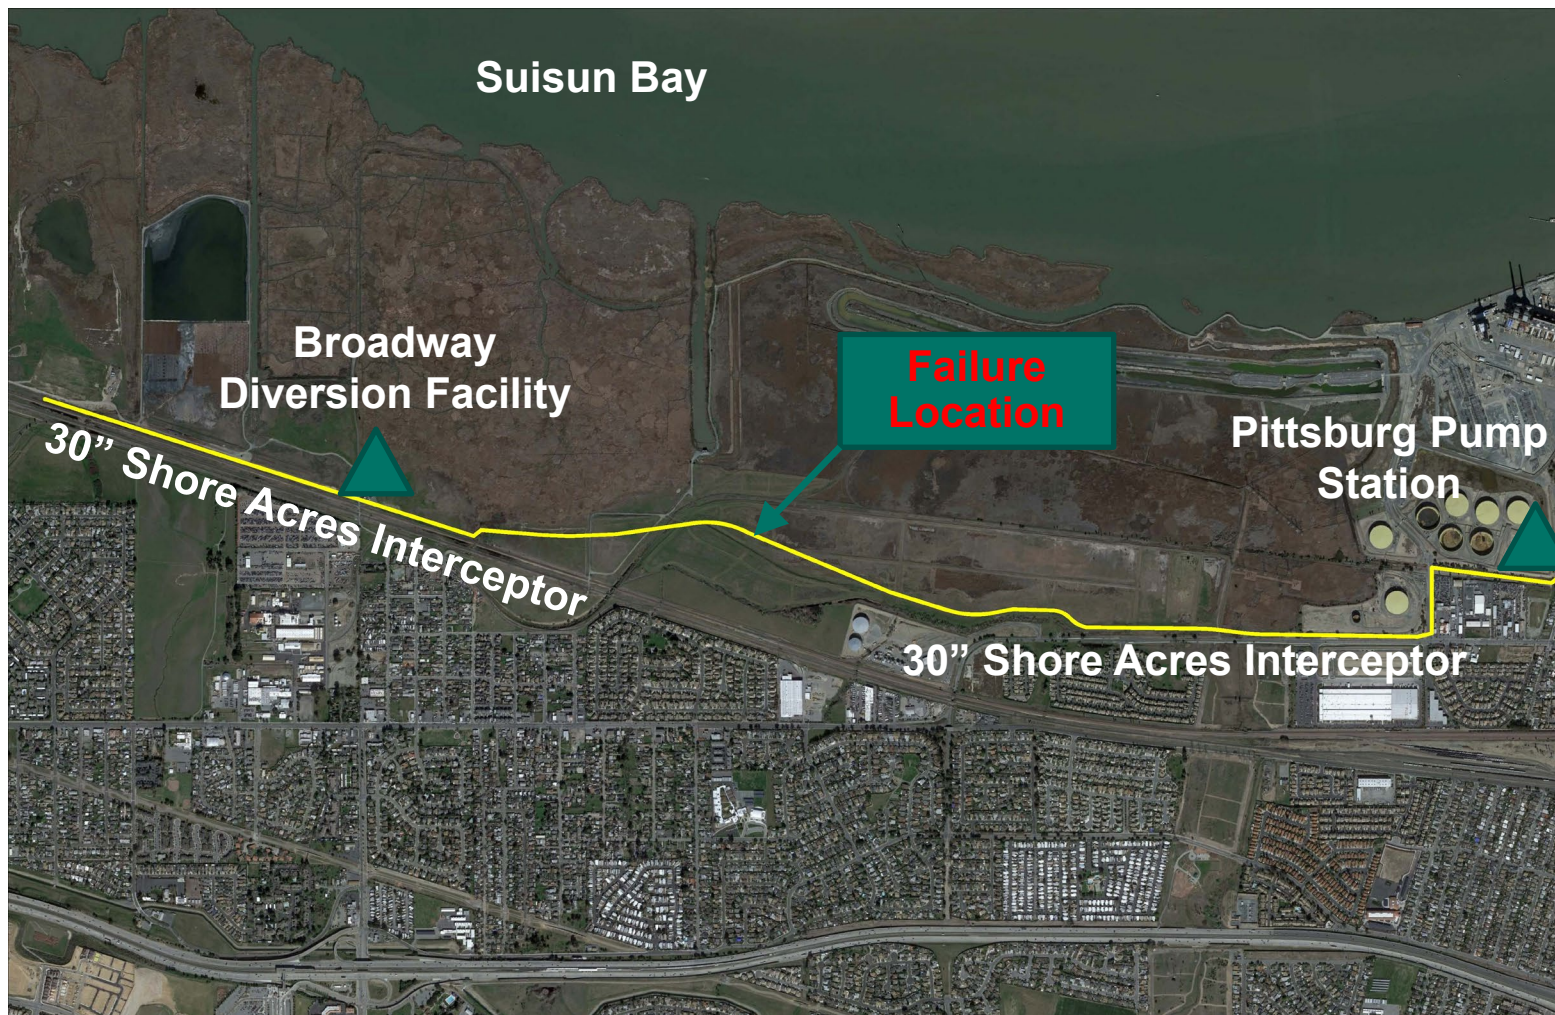 Suisun Bay
Broadway
Diversion Facility
Failure
Location
Pittsburg Pump
Station
30” Shore Acres Interceptor
30” Shore Acres Interceptor